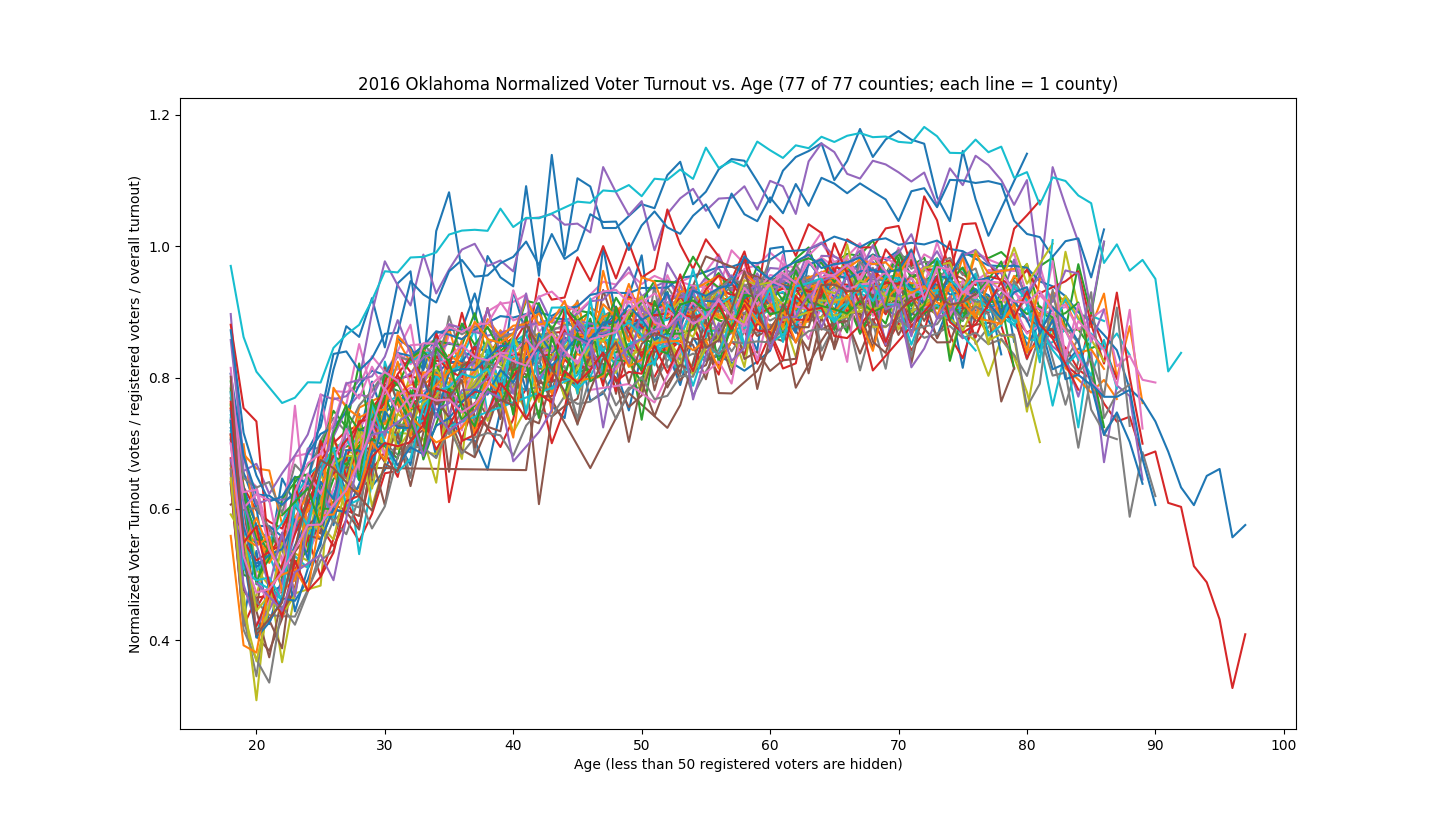 2016 Oklahoma Normalized Voter Turnout vs. Age (77 of 77 counties; each line = 1 county)
Normalized Voter Turnout (votes / registered voters / overall turnout)
1.2
1.0
0.8
0.6
0.4
20 30 40 50 60 70 80 90 100
Age (less than 50 registered voters are hidden)